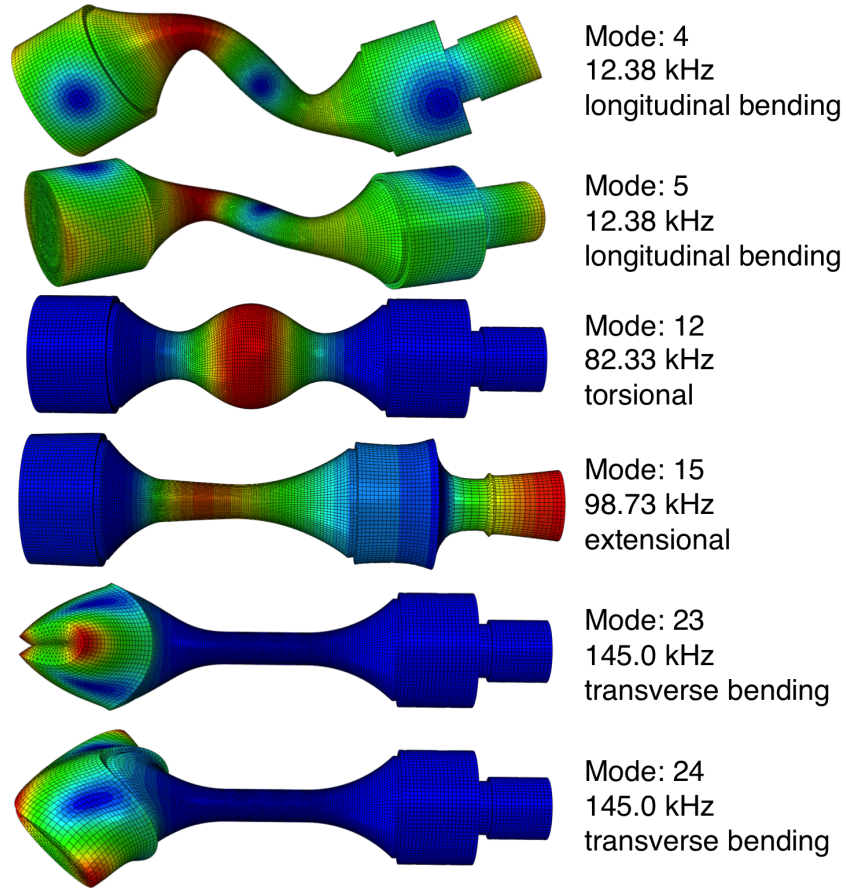 Mode: 4
12.38 kHz
longitudinal bending
Mode: 5
12.38 kHz
longitudinal bending
Mode: 12
82.33 kHz
torsional
Mode: 15
98.73 kHz
extensional
Mode: 23
145.0 kHz
transverse bending
Mode: 24
145.0 kHz
transverse bending